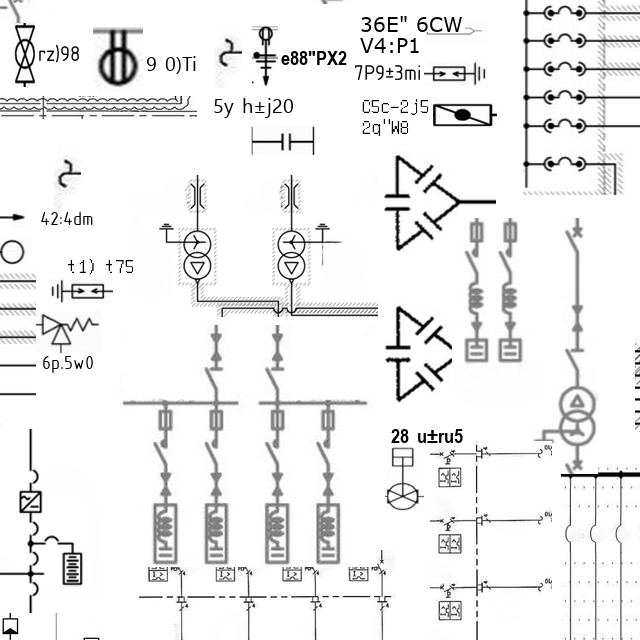 36E" 6CW
V4:P1
rz)98
9 0)Ti
e88"PX2
7P9±3mi
5y h±j20
C5c-2j5
2q"W8
42:4dm
t1) t75
6p.5w0
28 u±ru5